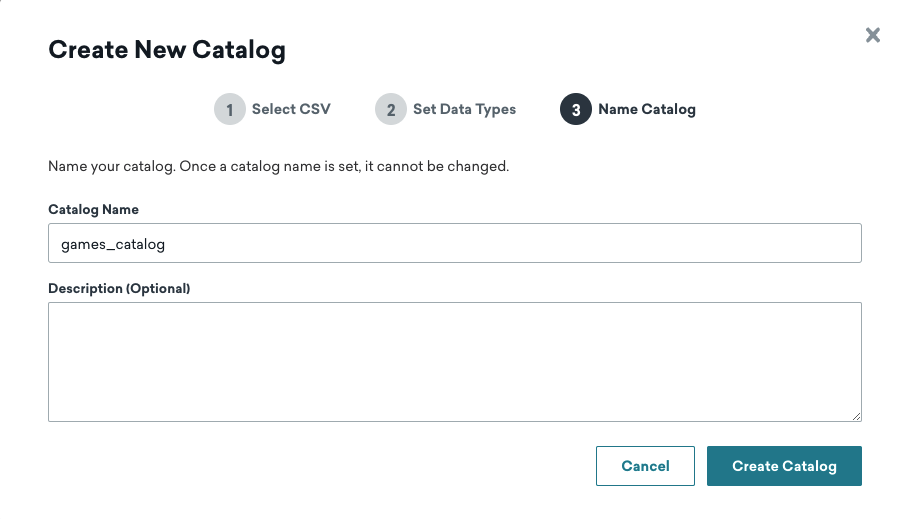 Create New Catalog
1 Select CSV 2 Set Data Types 3 Name Catalog
Name your catalog. Once a catalog name is set, it cannot be changed.
Catalog Name
games_catalog
Description (Optional)
Cancel Create Catalog